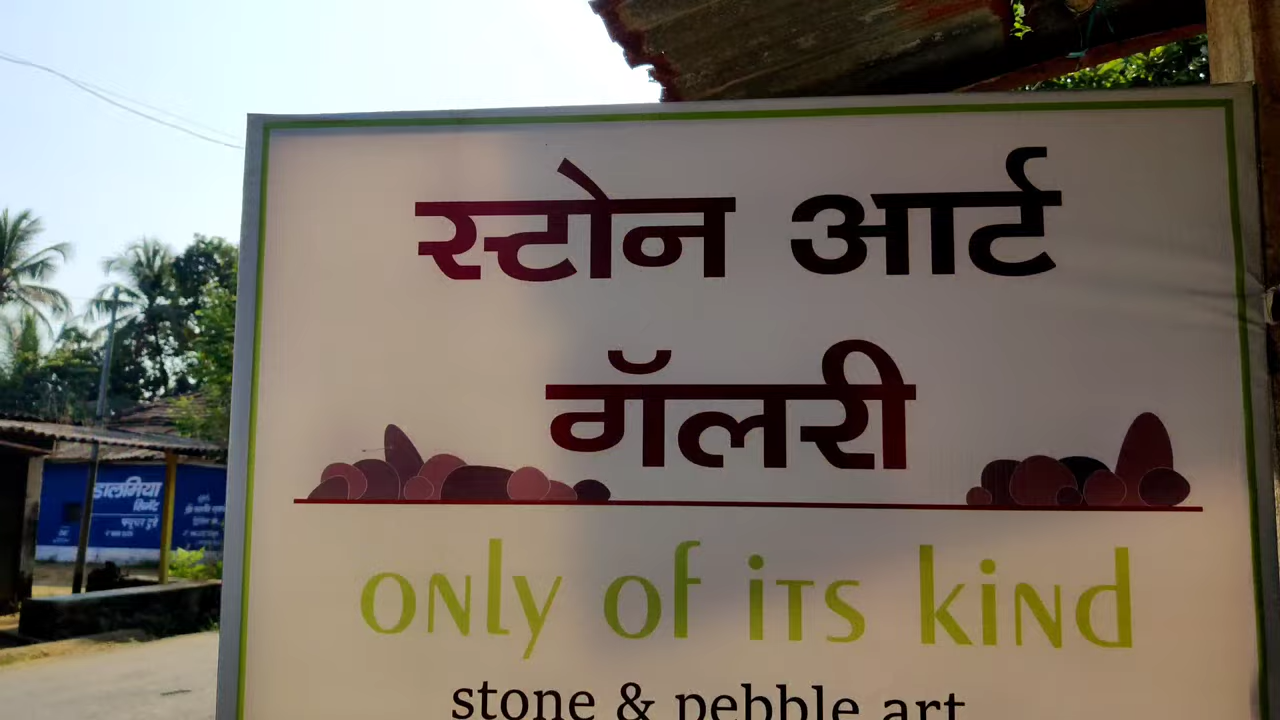 स्टोन आर्ट
गॅलरी
only of its kind
stone & pebble art
डालमिया
सिमेंट